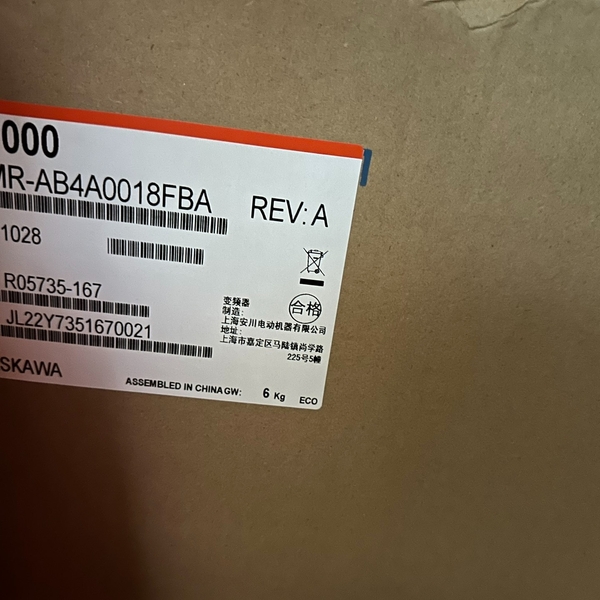 000
MR-AB4A0018FBA
REV: A
1028
R05735-167
JL22Y7351670021
变频器
制造:
上海安川电动机器有限公司
地址:
上海市嘉定区马陆镇尚学路
225号5幢
合格
SKAWA
ASSEMBLED IN CHINA GW: 6 Kg ECO